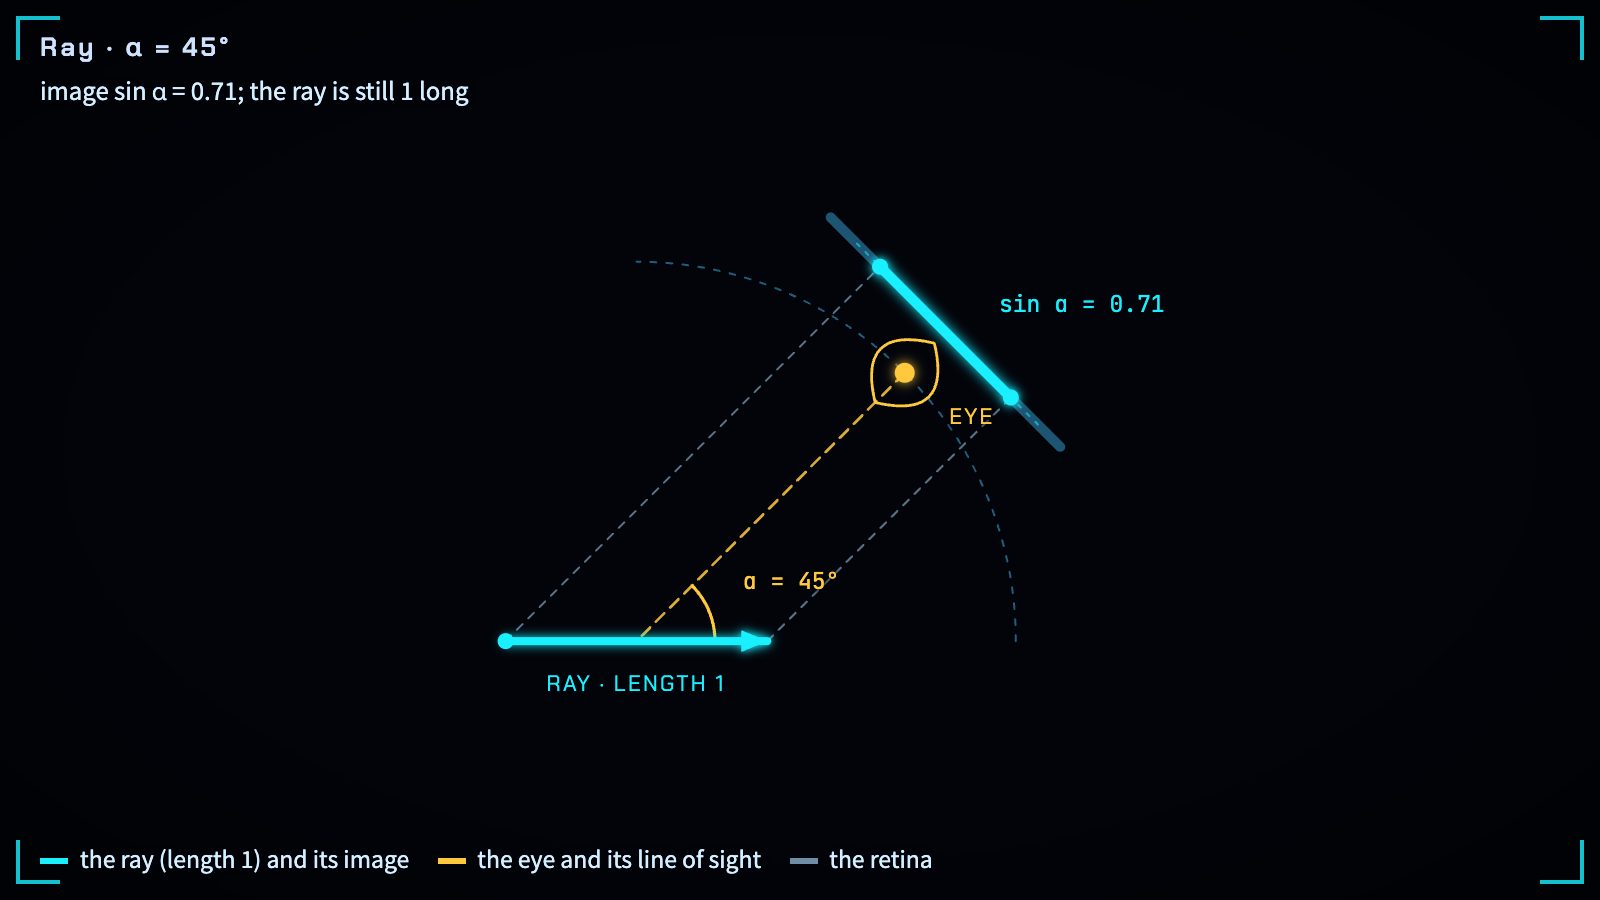 Ray · α = 45°
image sin α = 0.71; the ray is still 1 long
sin α = 0.71
EYE
α = 45°
RAY · LENGTH 1
the ray (length 1) and its image
the eye and its line of sight
the retina